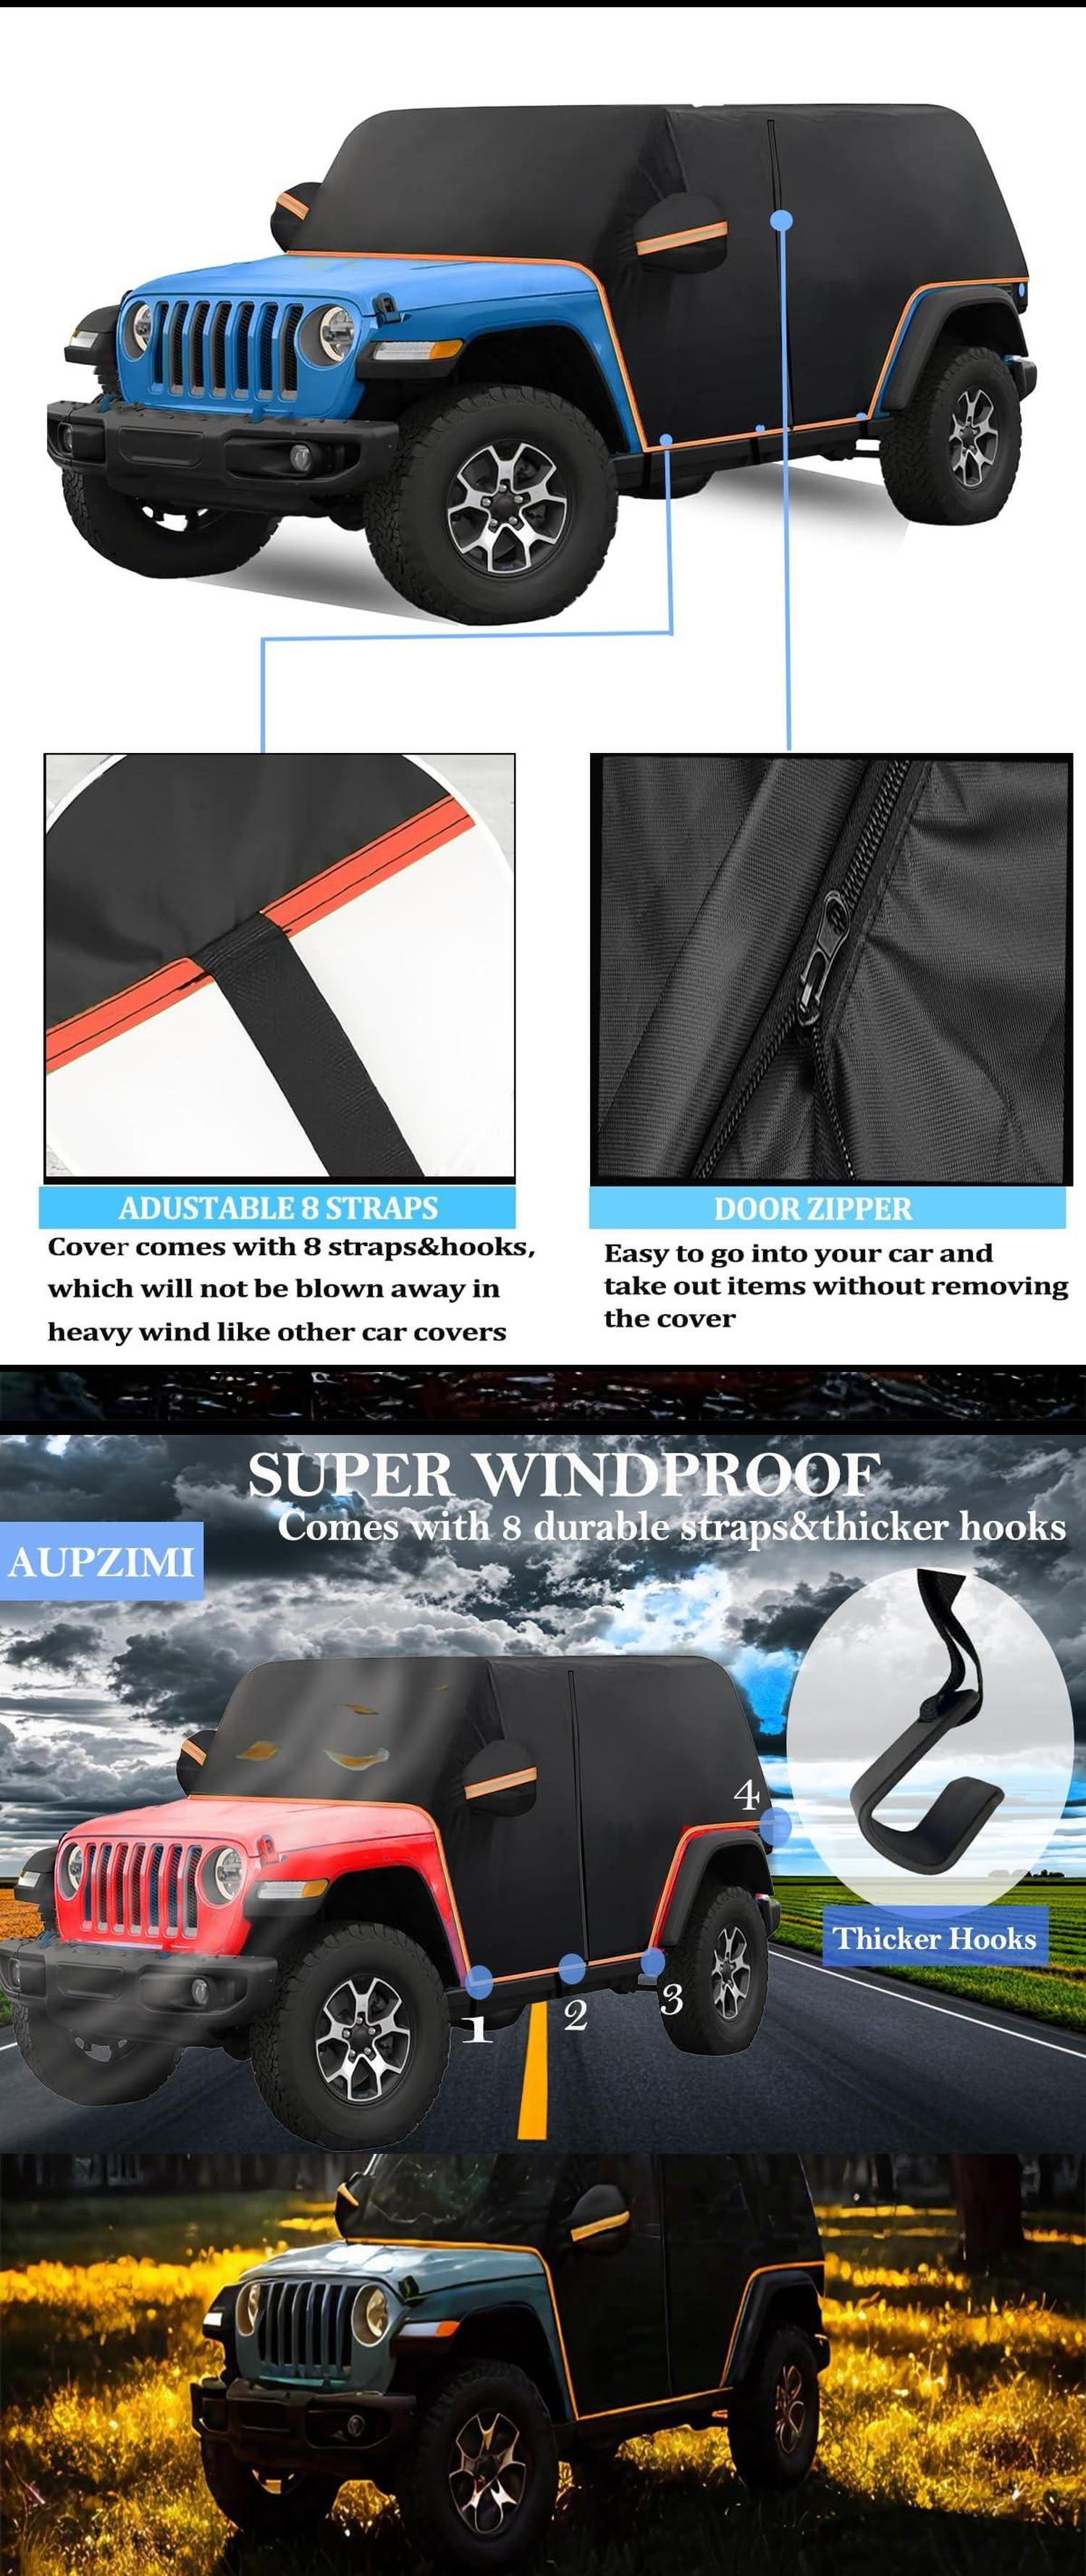 ADUSTABLE 8 STRAPS
Cover comes with 8 straps&hooks,
which will not be blown away in
heavy wind like other car covers
DOOR ZIPPER
Easy to go into your car and
take out items without removing
the cover
SUPER WINDPROOF
Comes with 8 durable straps&thicker hooks
AUPZIMI
4
Thicker Hooks
1
2
3